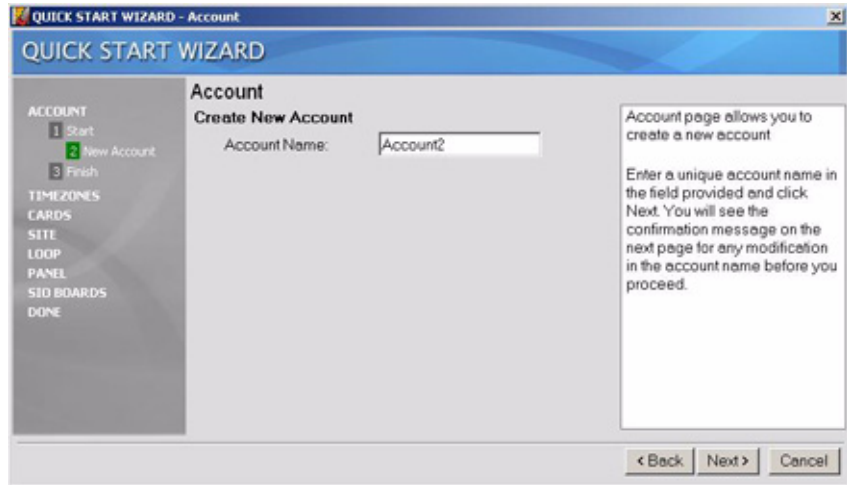 QUICK START WIZARD - Account
QUICK START WIZARD
ACCOUNT
1 Start
2 New Account
3 Finish
TIMEZONES
CARDS
SITE
LOOP
PANEL
SIO BOARDS
DONE
Account
Create New Account
Account Name: Account2
Account page allows you to
create a new account
Enter a unique account name in
the field provided and click
Next. You will see the
confirmation message on the
next page for any modification
in the account name before you
proceed.
< Back Next > Cancel